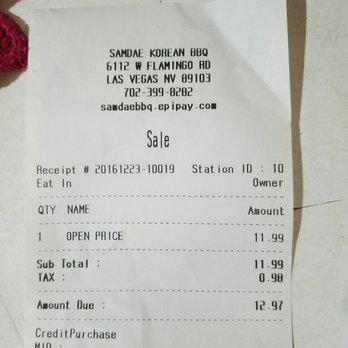 SAMDAE KOREAN BBQ
6112 W FLAMINGO RD
LAS VEGAS NV 89103
702-399-8282
samdaebbq.epipay.com
Sale
Receipt # 20161223-10019 Station ID : 10
Eat In Owner
QTY NAME Amount
1 OPEN PRICE 11.99
Sub Total : 11.99
TAX : 0.98
Amount Due : 12.97
CreditPurchase
MID :